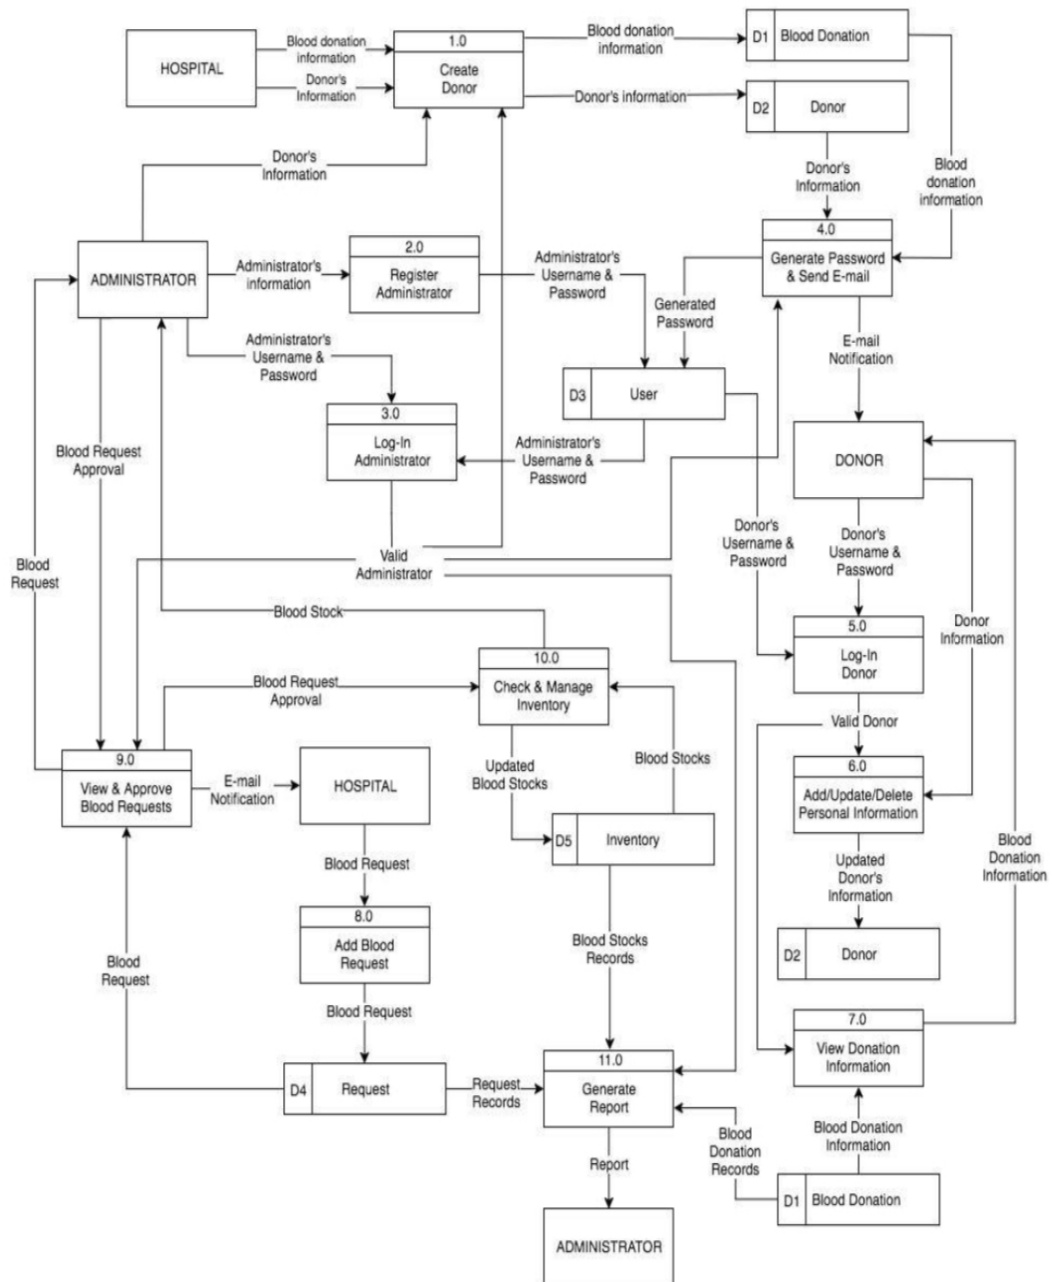 Blood donation
information
Donor's
Information
HOSPITAL
1.0
Create
Donor
Blood donation
information
Donor's information
D1
Blood Donation
D2
Donor
Donor's
Information
Donor's
Information
Blood
donation
information
ADMINISTRATOR
Administrator's
information
2.0
Register
Administrator
Administrator's
Username &
Password
Generated
Password
4.0
Generate Password
& Send E-mail
E-mail
Notification
Administrator's
Username &
Password
D3
User
3.0
Log-In
Administrator
Administrator's
Username &
Password
DONOR
Blood Request
Approval
Valid
Administrator
Donor's
Username &
Password
Donor's
Username &
Password
Blood
Request
Blood Stock
Donor
Information
5.0
Log-In
Donor
10.0
Check & Manage
Inventory
Blood Request
Approval
Valid Donor
9.0
View & Approve
Blood Requests
E-mail
Notification
HOSPITAL
Updated
Blood Stocks
Blood Stocks
6.0
Add/Update/Delete
Personal Information
D5
Inventory
Blood
Donation
Information
Blood Request
Updated
Donor's
Information
8.0
Add Blood
Request
Blood Stocks
Records
D2
Donor
Blood
Request
Blood Request
7.0
View Donation
Information
D4
Request
Request
Records
11.0
Generate
Report
Blood
Donation
Records
Blood Donation
Information
Report
D1
Blood Donation
ADMINISTRATOR